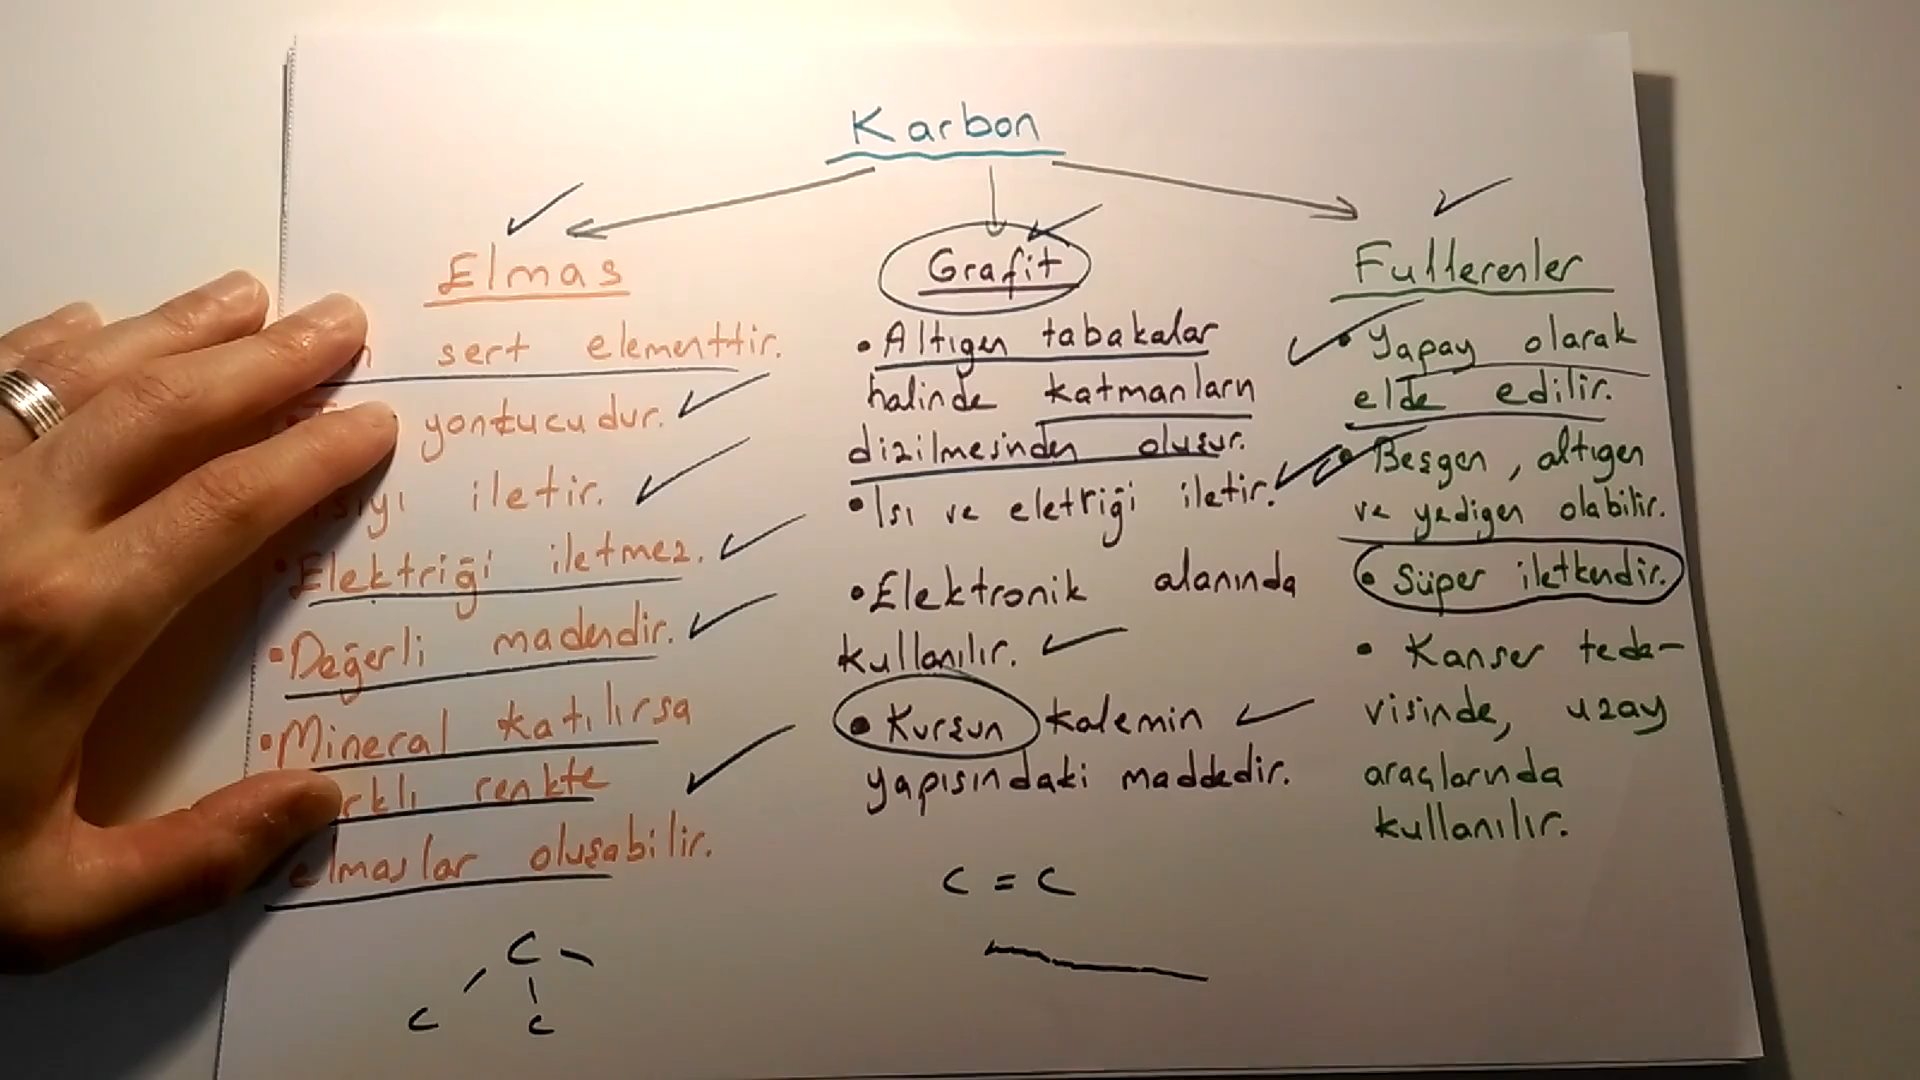 Karbon
Elmas
sert elementtir.
yontucudur.
ısıyı iletir.
• Elektriği iletmez.
• Değerli madendir.
• Mineral katılırsa
renkte
elmaslar oluşabilir.
C
C C
Grafit
• Altıgen tabakalar
halinde katmanların
dizilmesinden oluşur.
• Isı ve eletriği iletir.
• Elektronik alanında
kullanılır.
• Kurşun kalemin
yapısındaki maddedir.
C = C
Fullerenler
• Yapay olarak
elde edilir.
• Beşgen, altıgen
ve yedigen olabilir.
• Süper iletkendir.
• Kanser teda-
visinde, uzay
araçlarında
kullanılır.